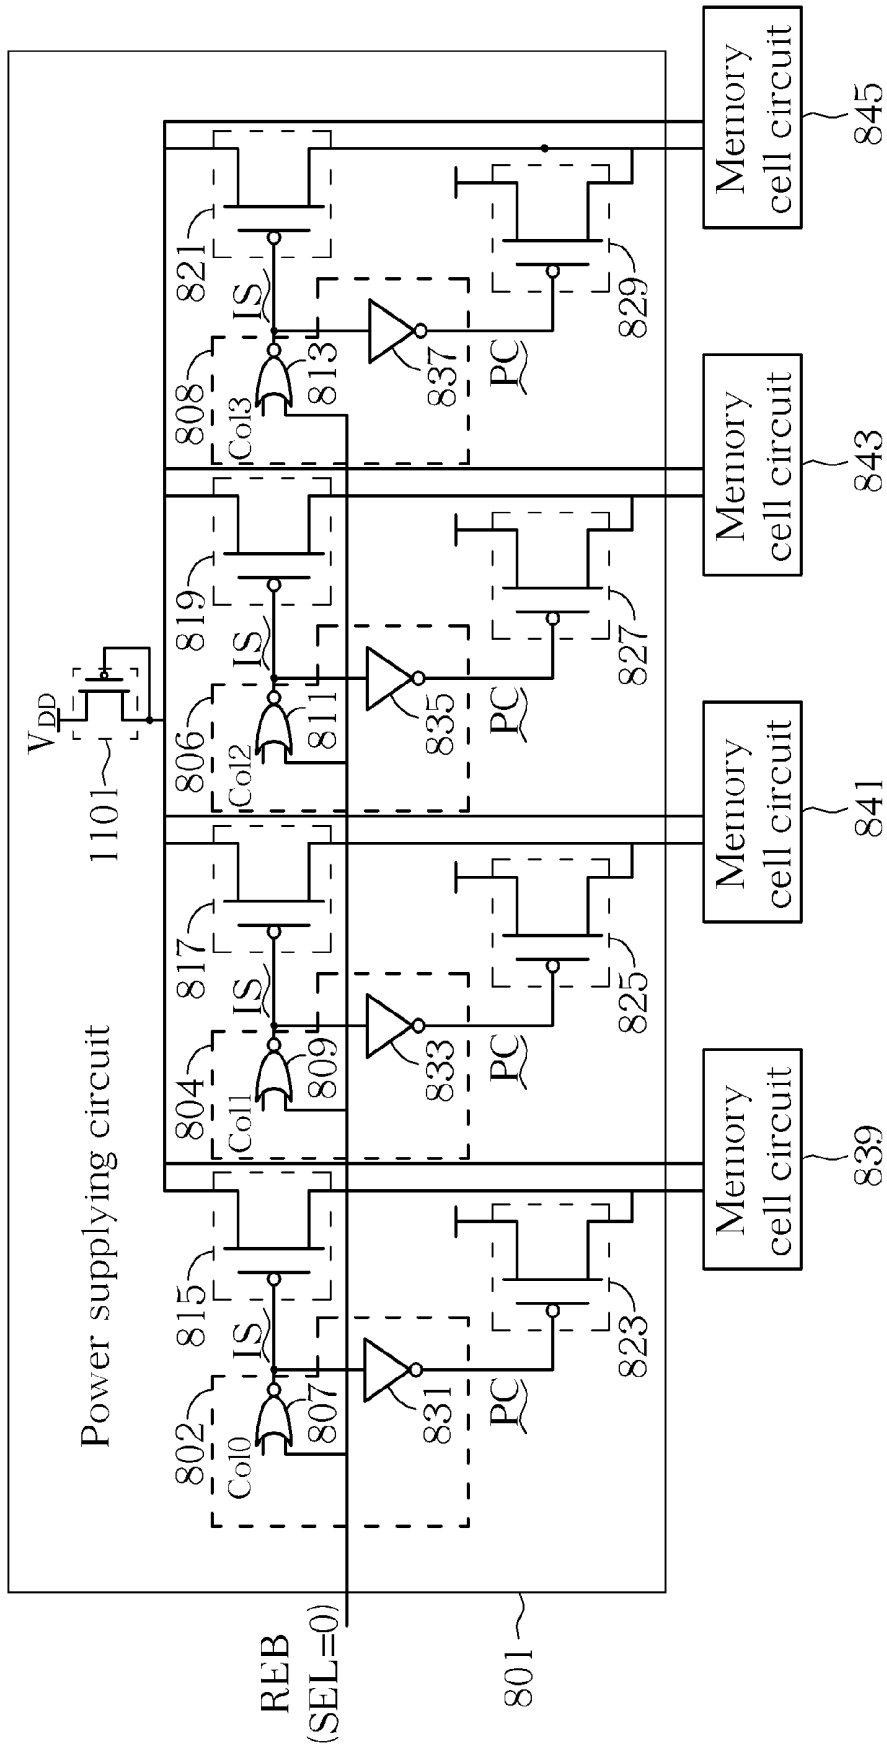 Power supplying circuit
V_DD
1101
802
804
806
808
815
817
819
821
IS
IS
IS
IS
Col0
Col1
Col2
Col3
807
809
811
813
REB
(SEL=0)
831
833
835
837
PC
PC
PC
PC
801
823
825
827
829
Memory
cell circuit
Memory
cell circuit
Memory
cell circuit
Memory
cell circuit
839
841
843
845